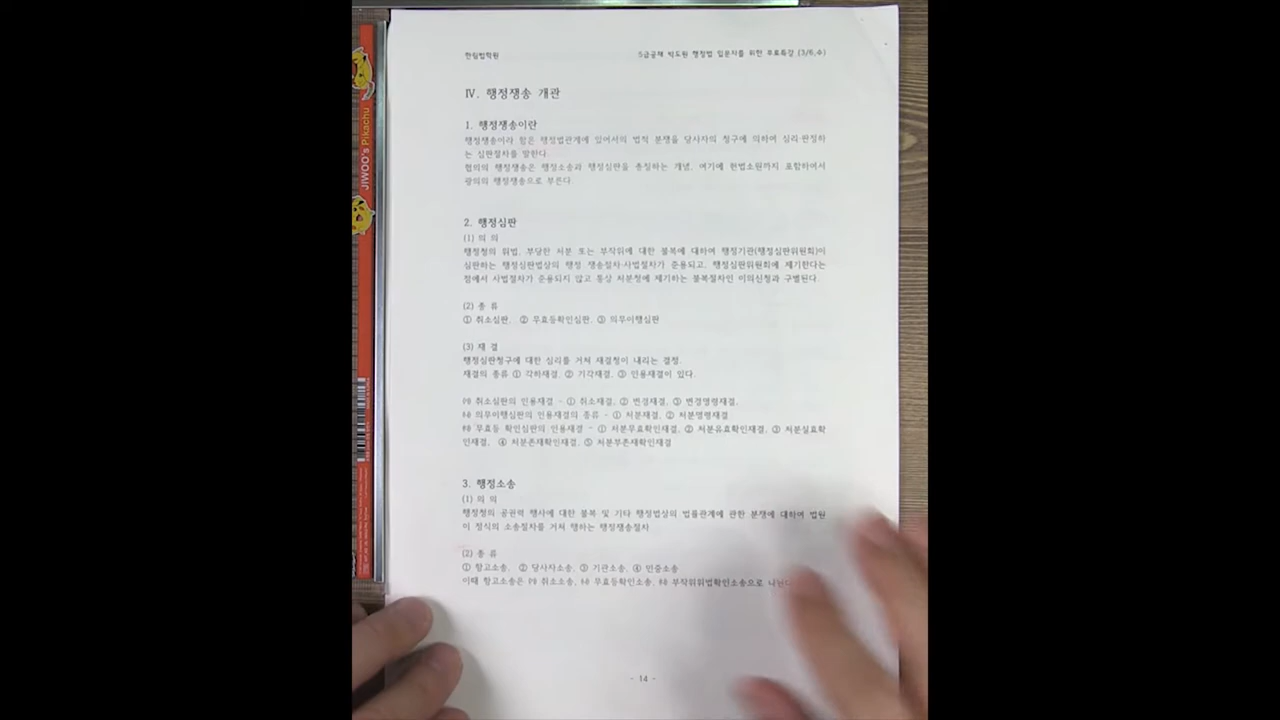 한림법학원
5급공채 박도원 행정법 입문자를 위한 무료특강 (3/6,수)
Ⅳ. 행정쟁송 개관
1. 행정쟁송이란
행정쟁송이라 함은 행정법관계에 있어서의 법적 분쟁을 당사자의 청구에 의하여 심리·판정하
는 심판절차를 말한다.
협의의 행정쟁송은 행정소송과 행정심판을 총칭하는 개념, 여기에 헌법소원까지 포함하여서
광의의 행정쟁송으로 부른다.
2. 행정심판
(1) 의 의
행정청의 위법, 부당한 처분 또는 부작위에 대한 불복에 대하여 행정기관(행정심판위원회)이
심판하는 행정심판법상의 행정 쟁송절차·사법절차가 준용되고, 행정심판위원회에 제기한다는
점에서 사법절차가 준용되지 않고 통상 처분청에 제기하는 불복절차인 이의신청과 구별된다.
(2) 종 류
① 취소심판, ② 무효등확인심판, ③ 의무이행심판
(3) 재 결
행정심판청구에 대한 심리를 거쳐 재결청이 내리는 결정.
재결의 종류 ① 각하재결, ② 기각재결, ③ 인용재결이 있다.
㈎ 취소심판의 인용재결 - ① 취소재결, ② 변경재결, ③ 변경명령재결,
㈏ 의무이행심판의 인용재결의 종류 - ① 처분재결, ② 처분명령재결
㈐ 무효등 확인심판의 인용재결 - ① 처분무효확인재결, ② 처분유효확인재결, ③ 처분실효확
인재결, ④ 처분존재확인재결, ⑤ 처분부존재확인재결
3. 행정소송
(1) 의 의
행정청의 공권력 행사에 대한 불복 및 기타 행정법상의 법률관계에 관한 분쟁에 대하여 법원
이 정식의 소송절차를 거쳐 행하는 행정쟁송절차
(2) 종 류
① 항고소송, ② 당사자소송, ③ 기관소송, ④ 민중소송
이때 항고소송은 ㈎ 취소소송, ㈏ 무효등확인소송, ㈐ 부작위위법확인소송으로
- 14 -
JIWOO's Pikachu